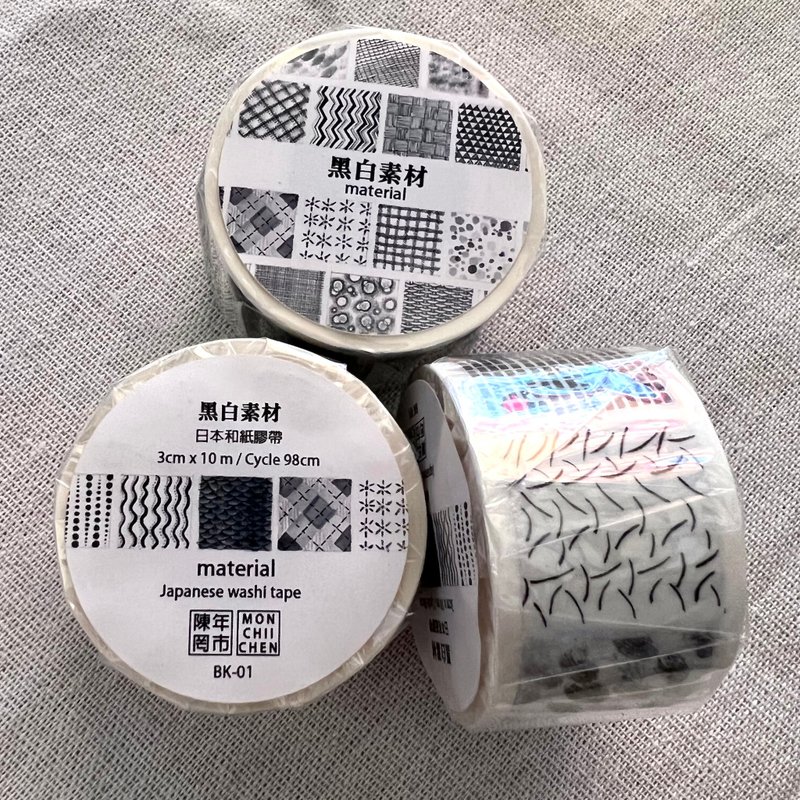 黑白素材
material
黑白素材
日本和紙膠帶
3cm x 10 m / Cycle 98cm
material
Japanese washi tape
陳年
罔市
MON
CHII
CHEN
BK-01